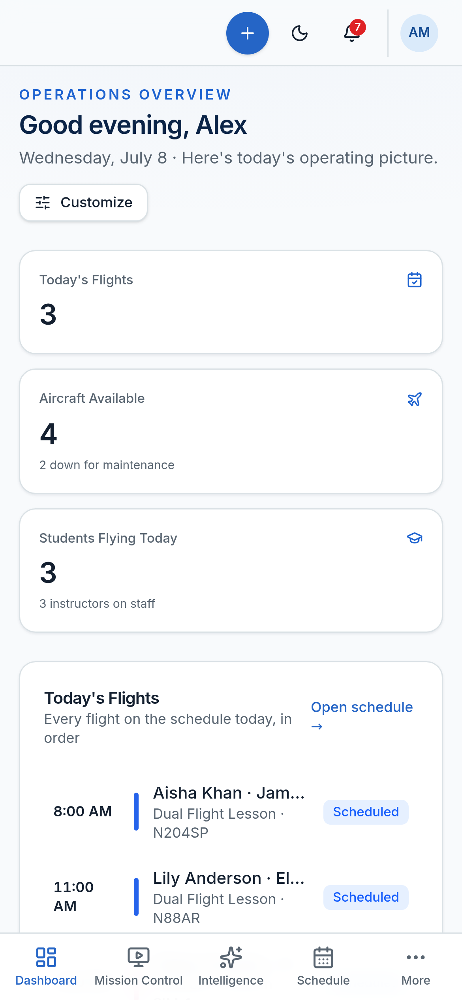 7
AM
OPERATIONS OVERVIEW
Good evening, Alex
Wednesday, July 8 · Here's today's operating picture.
Customize
Today's Flights
3
Aircraft Available
4
2 down for maintenance
Students Flying Today
3
3 instructors on staff
Today's Flights
Every flight on the schedule today, in
order
Open schedule
→
8:00 AM
Aisha Khan · Jam...
Dual Flight Lesson ·
N204SP
Scheduled
11:00
AM
Lily Anderson · El...
Dual Flight Lesson ·
N88AR
Scheduled
Dashboard
Mission Control
Intelligence
Schedule
More